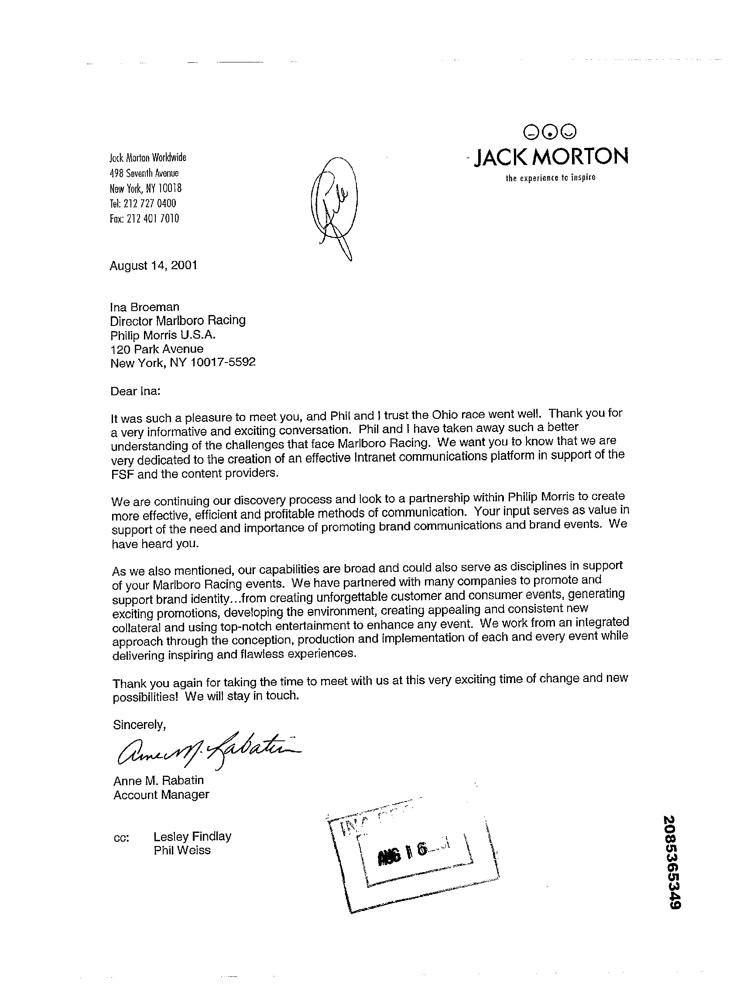 JACK MORTON
the experience to inspire
Jack Morton Worldwide
498 Seventh Avenue
New York, NY 10018
Tel: 212 727 0400
Fax: 212 401 7010
File
August 14, 2001
Ina Broeman
Director Marlboro Racing
Philip Morris U.S.A.
120 Park Avenue
New York, NY 10017-5592
Dear Ina:
It was such a pleasure to meet you, and Phil and I trust the Ohio race went well. Thank you for
a very informative and exciting conversation. Phil and I have taken away such a better
understanding of the challenges that face Marlboro Racing. We want you to know that we are
very dedicated to the creation of an effective Intranet communications platform in support of the
FSF and the content providers.
We are continuing our discovery process and look to a partnership within Philip Morris to create
more effective, efficient and profitable methods of communication. Your input serves as value in
support of the need and importance of promoting brand communications and brand events. We
have heard you.
As we also mentioned, our capabilities are broad and could also serve as disciplines in support
of your Marlboro Racing events. We have partnered with many companies to promote and
support brand identity...from creating unforgettable customer and consumer events, generating
exciting promotions, developing the environment, creating appealing and consistent new
collateral and using top-notch entertainment to enhance any event. We work from an integrated
approach through the conception, production and implementation of each and every event while
delivering inspiring and flawless experiences.
Thank you again for taking the time to meet with us at this very exciting time of change and new
possibilities! We will stay in touch.
Sincerely,
Anne M. Rabatin
Anne M. Rabatin
Account Manager
cc: Lesley Findlay
Phil Weiss
INA
AUG 16
2085365349